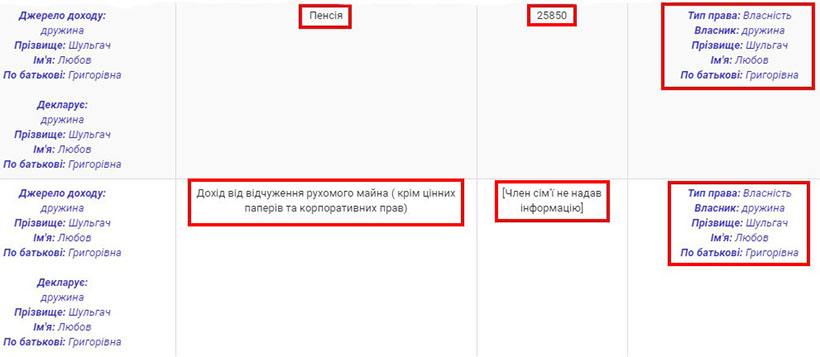 Джерело доходу:
дружина
Прізвище: Шульгач
Ім'я: Любов
По батькові: Григорівна
Декларує:
дружина
Прізвище: Шульгач
Ім'я: Любов
По батькові: Григорівна
Пенсія
25850
Тип права: Власність
Власник: дружина
Прізвище: Шульгач
Ім'я: Любов
По батькові: Григорівна
Джерело доходу:
дружина
Прізвище: Шульгач
Ім'я: Любов
По батькові: Григорівна
Декларує:
дружина
Прізвище: Шульгач
Ім'я: Любов
По батькові: Григорівна
Дохід від відчуження рухомого майна ( крім цінних
паперів та корпоративних прав)
[Член сім'ї не надав
інформацію]
Тип права: Власність
Власник: дружина
Прізвище: Шульгач
Ім'я: Любов
По батькові: Григорівна